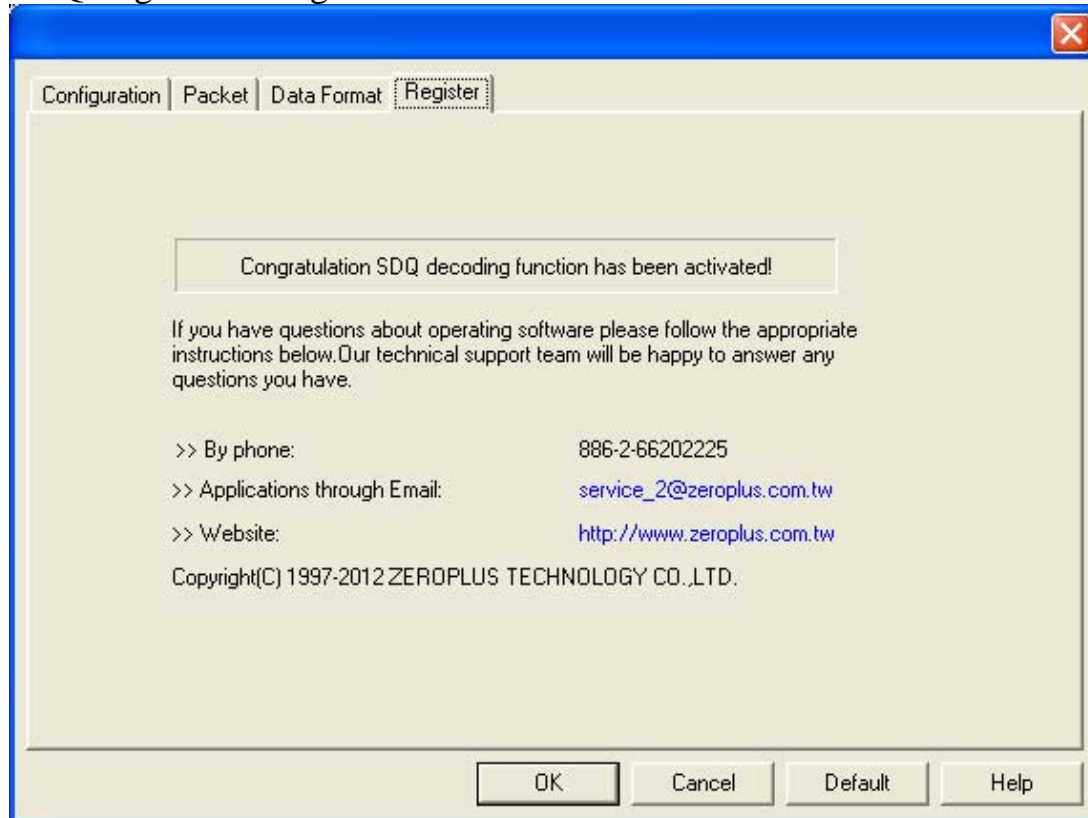 Configuration Packet Data Format Register
Congratulation SDQ decoding function has been activated!
If you have questions about operating software please follow the appropriate
instructions below.Our technical support team will be happy to answer any
questions you have.
>> By phone: 886-2-66202225
>> Applications through Email: service_2@zeroplus.com.tw
>> Website: http://www.zeroplus.com.tw
Copyright(C) 1997-2012 ZEROPLUS TECHNOLOGY CO.,LTD.
OK Cancel Default Help